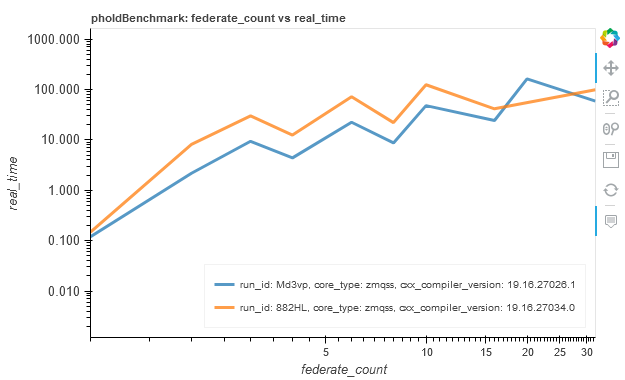 pholdBenchmark: federate_count vs real_time
1000.000
100.000
10.000
1.000
0.100
0.010
real_time
run_id: Md3vp, core_type: zmqss, cxx_compiler_version: 19.16.27026.1
run_id: 882HL, core_type: zmqss, cxx_compiler_version: 19.16.27034.0
5 10 15 20 25 30
federate_count